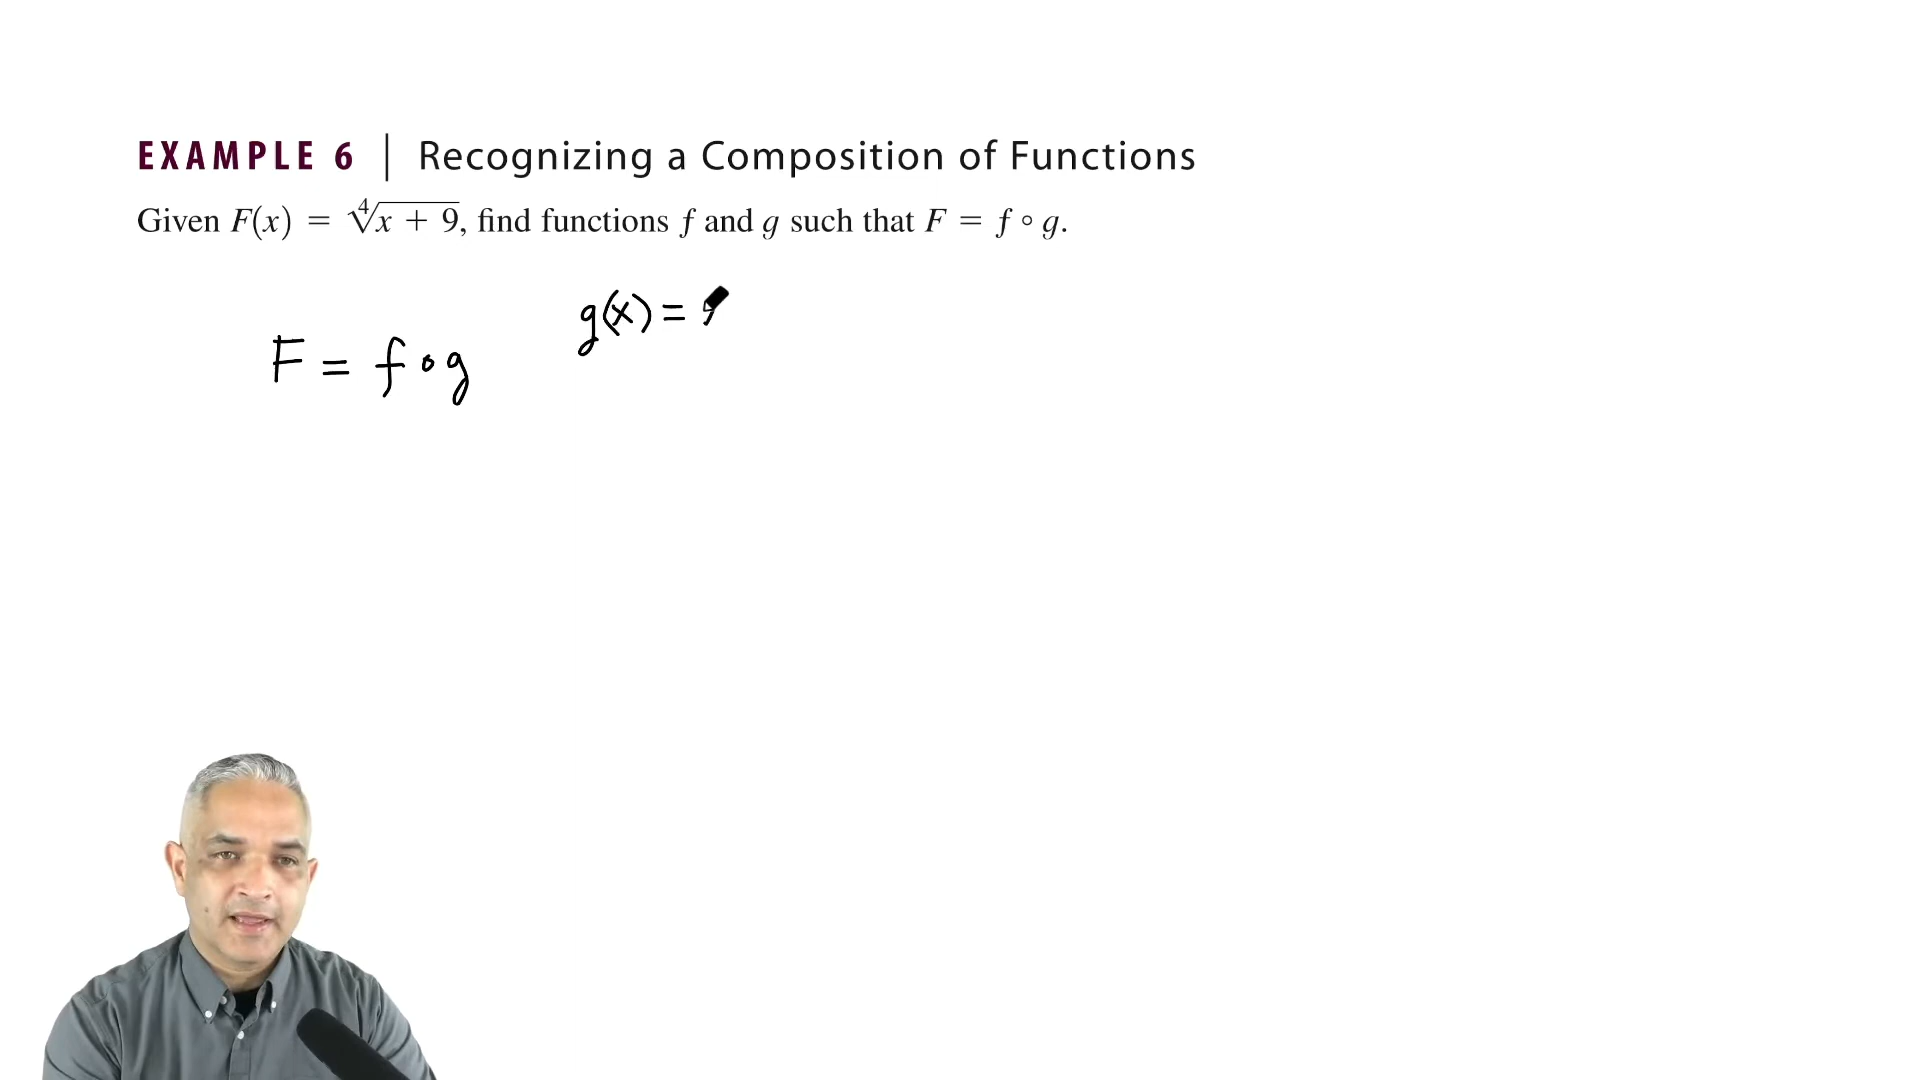 EXAMPLE 6 | Recognizing a Composition of Functions
Given F(x) = ∜x + 9, find functions f and g such that F = f ∘ g.
g(x) =
F = f ∘ g